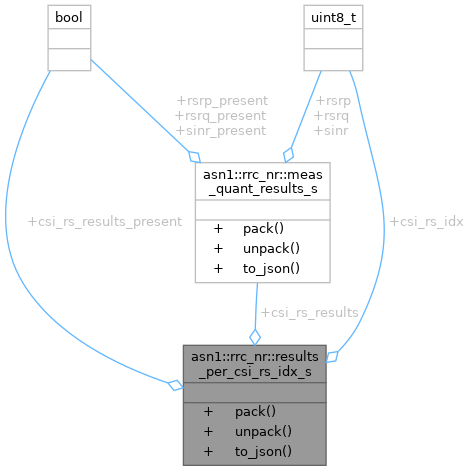 bool
uint8_t
+rsrp_present
+rsrq_present
+sinr_present
+rsrp
+rsrq
+sinr
asn1::rrc_nr::meas
_quant_results_s
+csi_rs_results_present
+csi_rs_idx
+ pack()
+ unpack()
+ to_json()
+csi_rs_results
asn1::rrc_nr::results
_per_csi_rs_idx_s
+ pack()
+ unpack()
+ to_json()